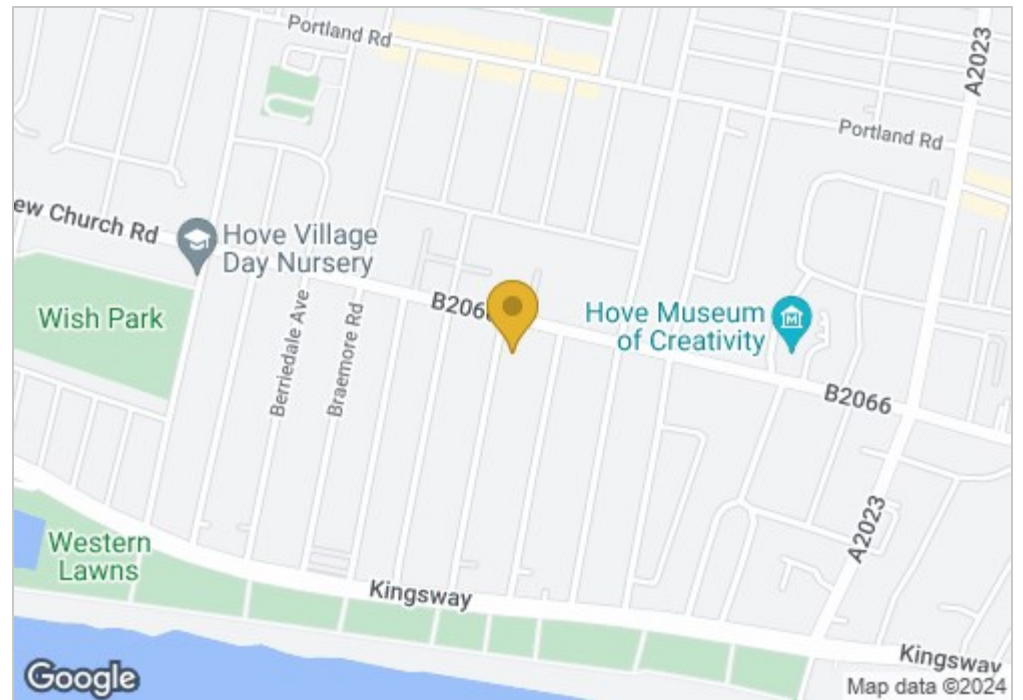 Portland Rd
A2023
Portland Rd
ew Church Rd
Hove Village
Day Nursery
Wish Park
Berriedale Ave
Braemore Rd
B206
Hove Museum
of Creativity
B2066
A2023
Western
Lawns
Kingsway
Kingsway
Google
Map data ©2024